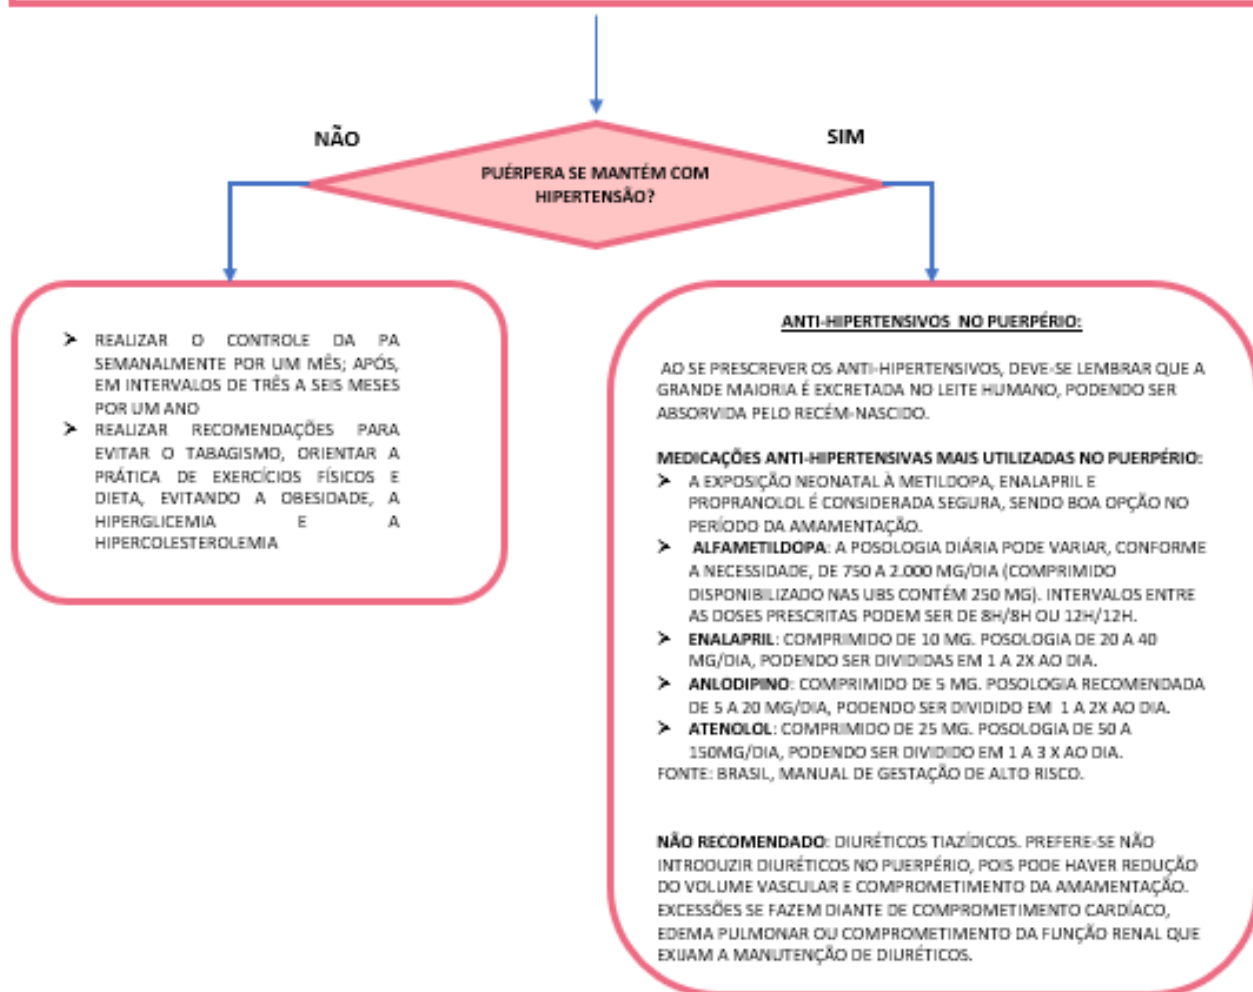 NÃO
SIM
PUÉRPERA SE MANTÉM COM
HIPERTENSÃO?
➤ REALIZAR O CONTROLE DA PA
SEMANALMENTE POR UM MÊS; APÓS,
EM INTERVALOS DE TRÊS A SEIS MESES
POR UM ANO
➤ REALIZAR RECOMENDAÇÕES PARA
EVITAR O TABAGISMO, ORIENTAR A
PRÁTICA DE EXERCÍCIOS FÍSICOS E
DIETA, EVITANDO A OBESIDADE, A
HIPERGLICEMIA E A
HIPERCOLESTEROLEMIA
ANTI-HIPERTENSIVOS NO PUERPÉRIO:
AO SE PRESCREVER OS ANTI-HIPERTENSIVOS, DEVE-SE LEMBRAR QUE A
GRANDE MAIORIA É EXCRETADA NO LEITE HUMANO, PODENDO SER
ABSORVIDA PELO RECÉM-NASCIDO.
MEDICAÇÕES ANTI-HIPERTENSIVAS MAIS UTILIZADAS NO PUERPÉRIO:
➤ A EXPOSIÇÃO NEONATAL À METILDOPA, ENALAPRIL E
PROPRANOLOL É CONSIDERADA SEGURA, SENDO BOA OPÇÃO NO
PERÍODO DA AMAMENTAÇÃO.
➤ ALFAMETILDOPA: A POSOLOGIA DIÁRIA PODE VARIAR, CONFORME
A NECESSIDADE, DE 750 A 2.000 MG/DIA (COMPRIMIDO
DISPONIBILIZADO NAS UBS CONTÉM 250 MG). INTERVALOS ENTRE
AS DOSES PRESCRITAS PODEM SER DE 8H/8H OU 12H/12H.
➤ ENALAPRIL: COMPRIMIDO DE 10 MG. POSOLOGIA DE 20 A 40
MG/DIA, PODENDO SER DIVIDIDAS EM 1 A 2X AO DIA.
➤ ANLODIPINO: COMPRIMIDO DE 5 MG. POSOLOGIA RECOMENDADA
DE 5 A 20 MG/DIA, PODENDO SER DIVIDIDO EM 1 A 2X AO DIA.
➤ ATENOLOL: COMPRIMIDO DE 25 MG. POSOLOGIA DE 50 A
150MG/DIA, PODENDO SER DIVIDIDO EM 1 A 3 X AO DIA.
FONTE: BRASIL, MANUAL DE GESTAÇÃO DE ALTO RISCO.
NÃO RECOMENDADO: DIURÉTICOS TIAZÍDICOS. PREFERE-SE NÃO
INTRODUZIR DIURÉTICOS NO PUERPÉRIO, POIS PODE HAVER REDUÇÃO
DO VOLUME VASCULAR E COMPROMETIMENTO DA AMAMENTAÇÃO.
EXCESSÕES SE FAZEM DIANTE DE COMPROMETIMENTO CARDÍACO,
EDEMA PULMONAR OU COMPROMETIMENTO DA FUNÇÃO RENAL QUE
EXIJAM A MANUTENÇÃO DE DIURÉTICOS.